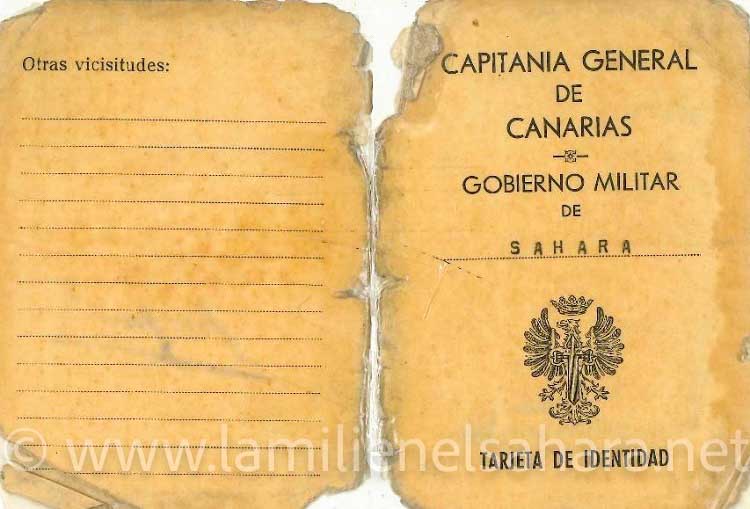 Otras vicisitudes:
CAPITANIA GENERAL
DE
CANARIAS
GOBIERNO MILITAR
DE
SAHARA
TARJETA DE IDENTIDAD
© www.lamilienelsahara.net